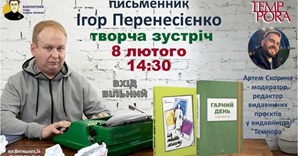 письменник
Ігор Перенесієнко
творча зустріч
8 лютого
14:30
ВХІД
ВІЛЬНИЙ
TEMPORA
ГАРНИЙ
ДЕНЬ
Артем Скорина
- модератор,
редактор
видавничих
проєктів
у видавництві
"Темпора"